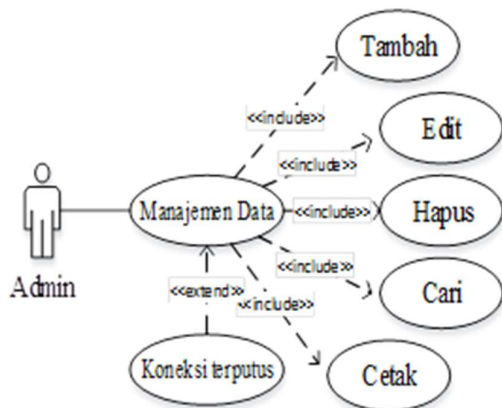 Tambah
<<include>>
Edit
<<include>>
Manajemen Data
<<include>>
Hapus
Admin
<<include>>
Cari
<<extend>>
<<include>>
Koneksi terputus
Cetak